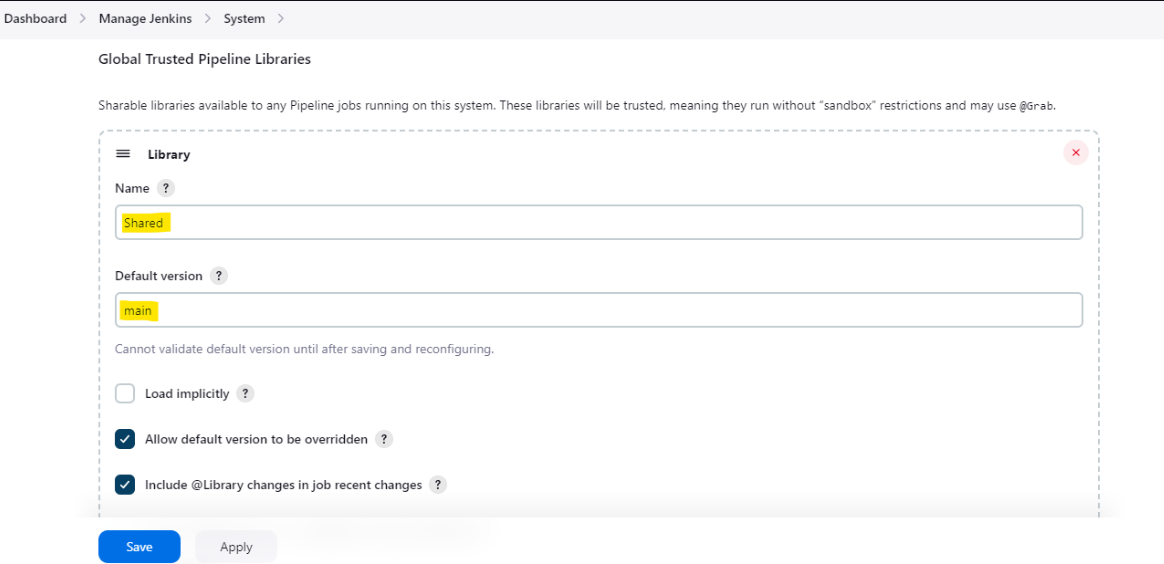 Dashboard > Manage Jenkins > System >
Global Trusted Pipeline Libraries
Sharable libraries available to any Pipeline jobs running on this system. These libraries will be trusted, meaning they run without “sandbox” restrictions and may use @Grab.
Library
Name ?
Shared
Default version ?
main
Cannot validate default version until after saving and reconfiguring.
Load implicitly ?
Allow default version to be overridden ?
Include @Library changes in job recent changes ?
Save Apply